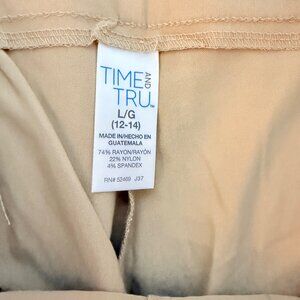 TIME AND
TRU™
L/G
(12-14)
MADE IN/HECHO EN
GUATEMALA
74% RAYON/RAYÓN
22% NYLON
4% SPANDEX
RN# 52469 J37